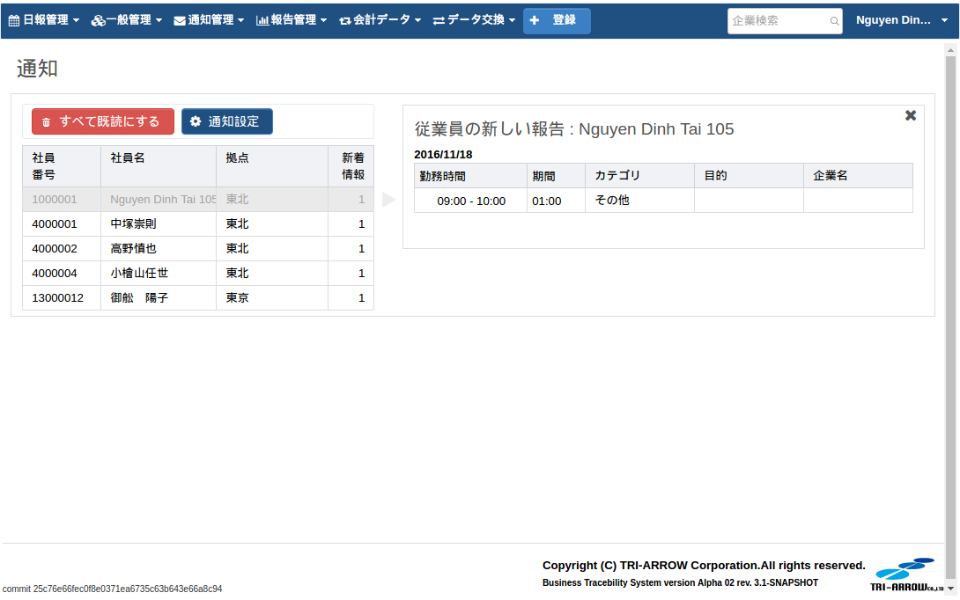 日報管理 一般管理 通知管理 報告管理 会計データ データ交換 + 登録 企業検索 Nguyen Din...
通知
すべて既読にする 通知設定
社員番号 社員名 拠点 新着情報
1000001 Nguyen Dinh Tai 105 東北 1
4000001 中塚崇則 東北 1
4000002 高野慎也 東北 1
4000004 小檜山任世 東北 1
13000012 御舩　陽子 東京 1
従業員の新しい報告 : Nguyen Dinh Tai 105
2016/11/18
勤務時間 期間 カテゴリ 目的 企業名
09:00 - 10:00 01:00 その他
Copyright (C) TRI-ARROW Corporation.All rights reserved.
Business Tracebility System version Alpha 02 rev. 3.1-SNAPSHOT
TRI-ARROW CO.,LTD
commit 25c76e66fec0f8e0371ea6735c63b643e66a8c94